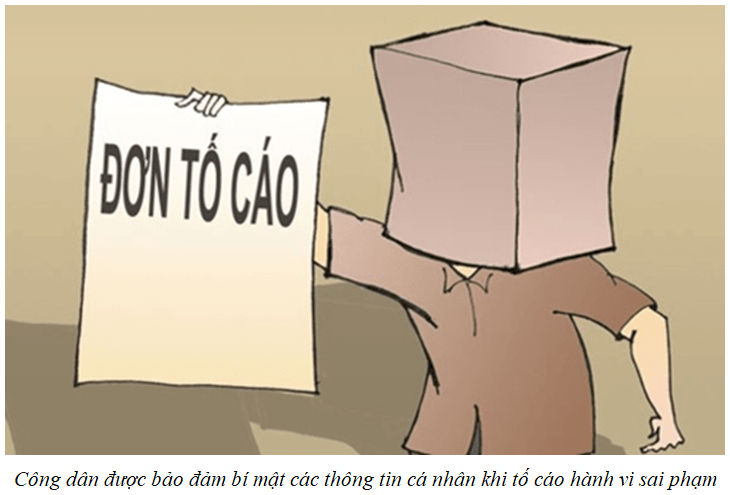 ĐƠN TỐ CÁO
Công dân được bảo đảm bí mật các thông tin cá nhân khi tố cáo hành vi sai phạm